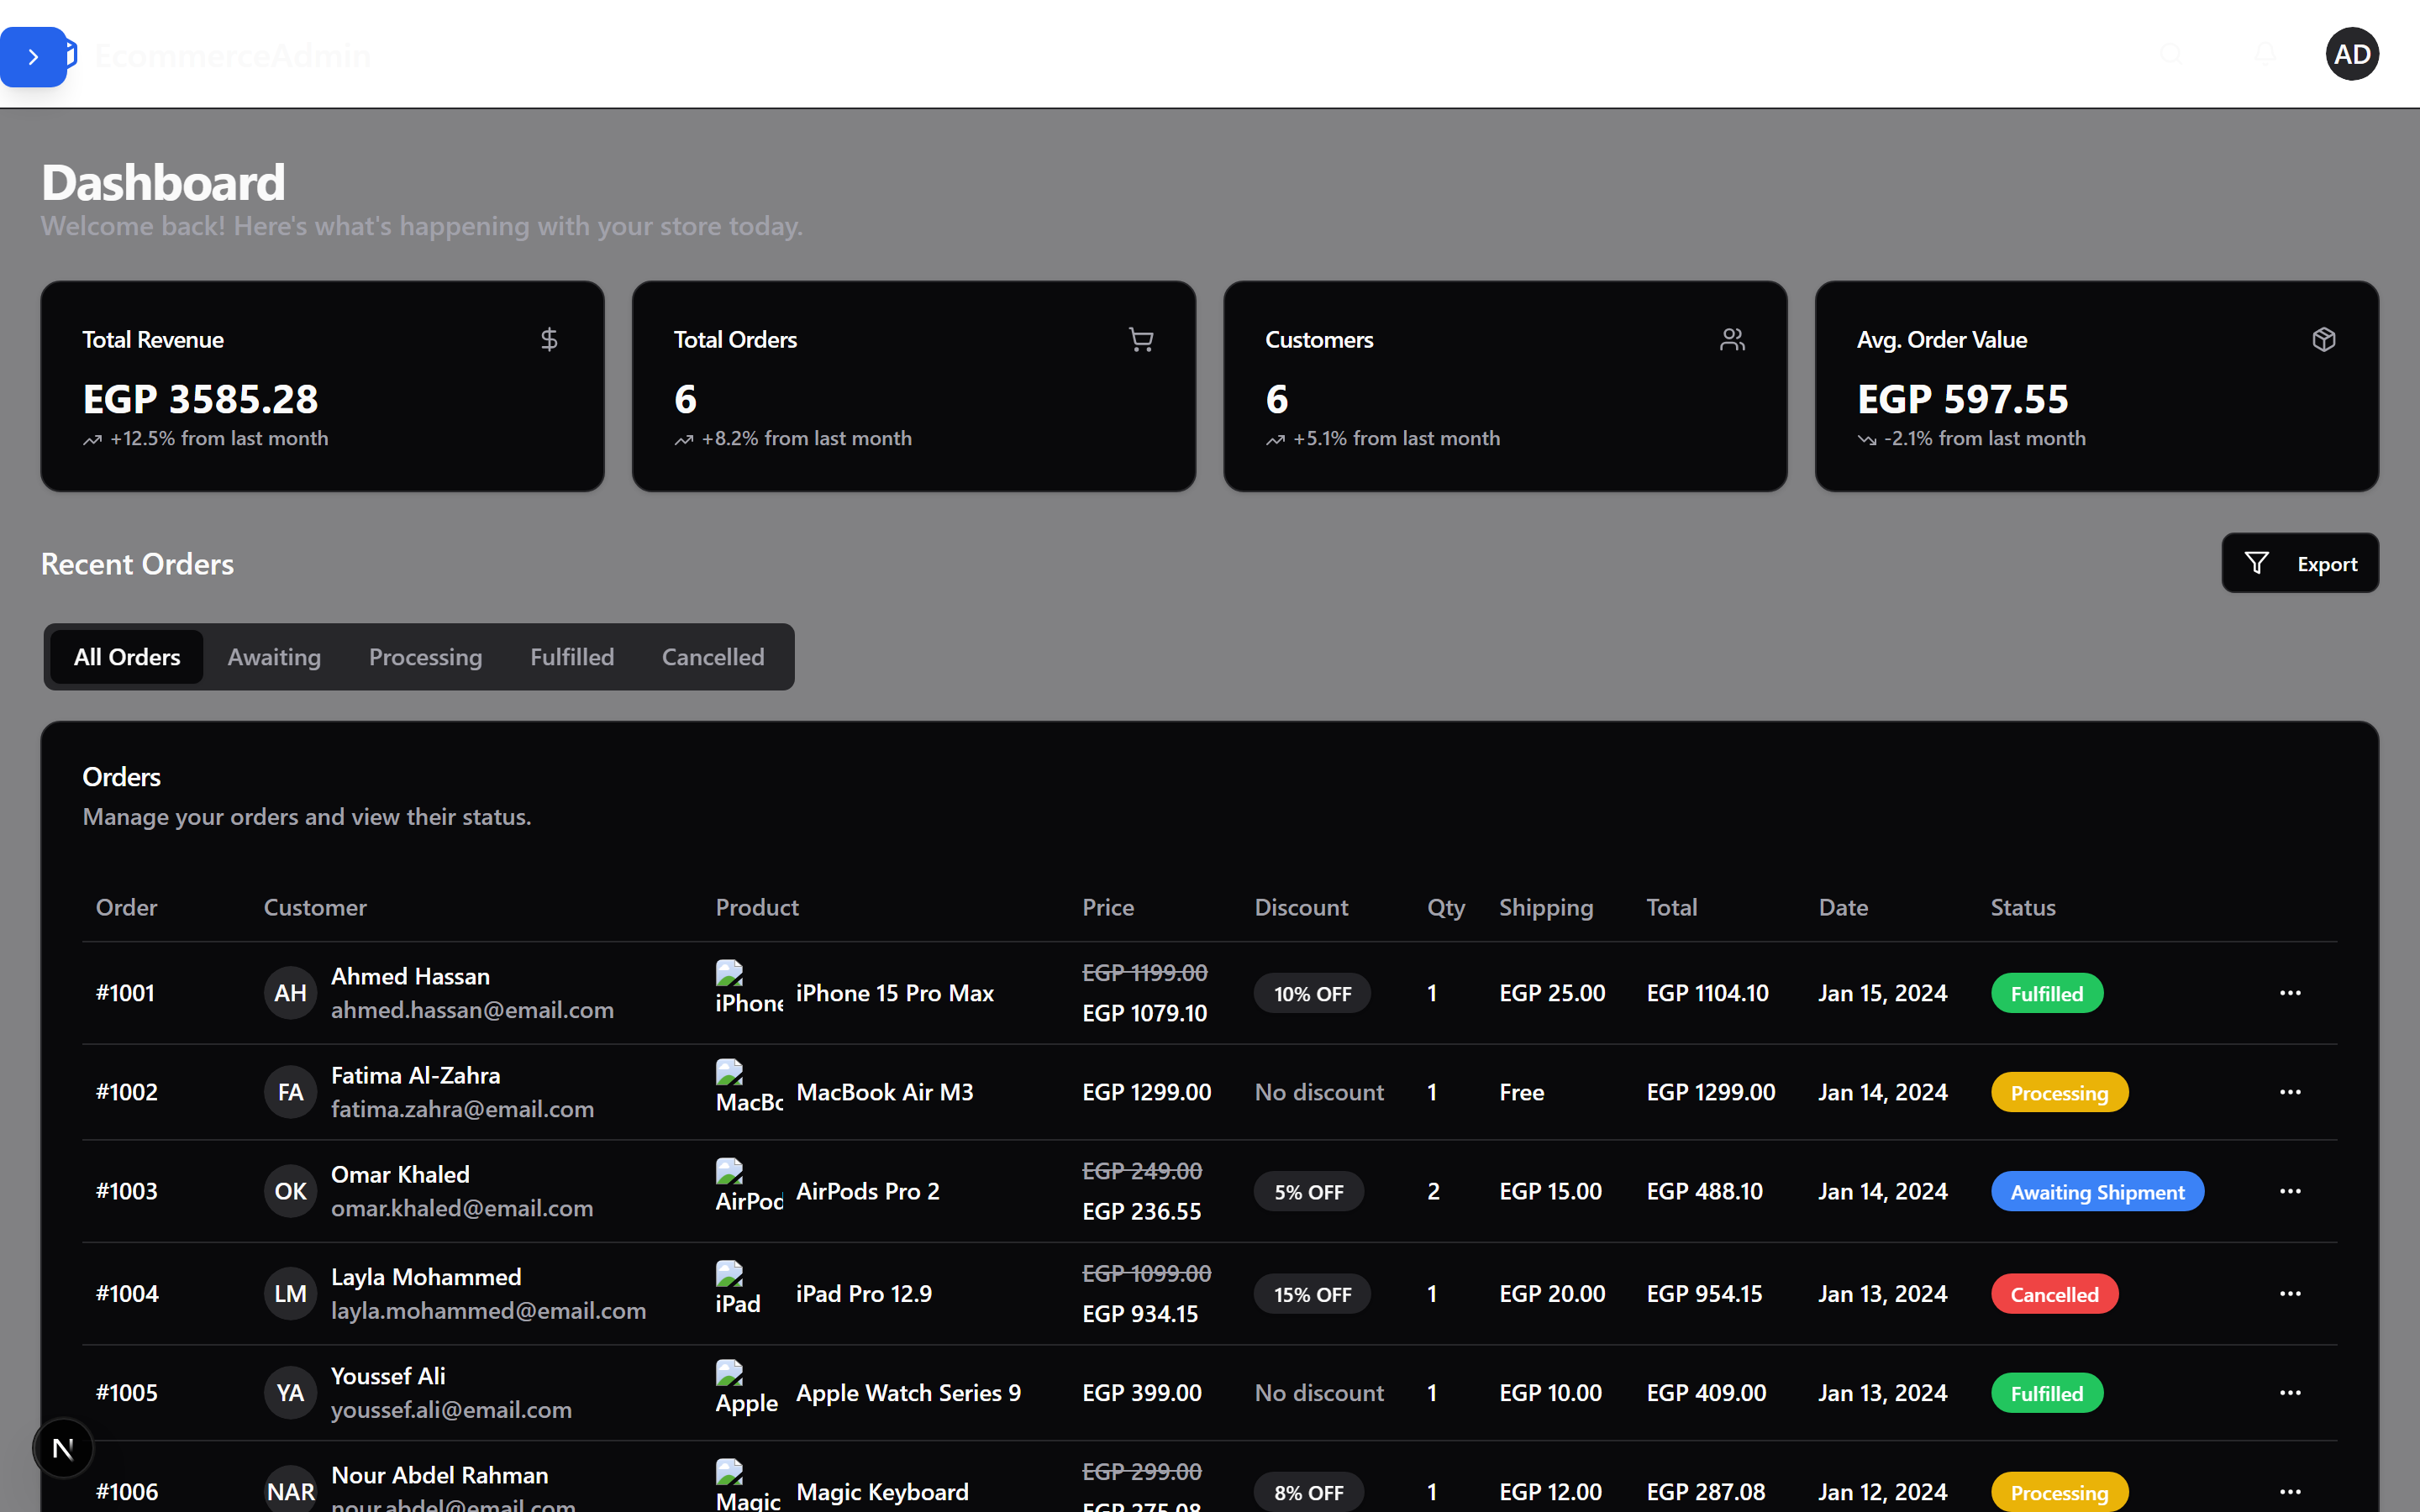 EcommerceAdmin
AD
Dashboard
Welcome back! Here's what's happening with your store today.
Total Revenue
EGP 3585.28
+12.5% from last month
Total Orders
6
+8.2% from last month
Customers
6
+5.1% from last month
Avg. Order Value
EGP 597.55
-2.1% from last month
Recent Orders
Export
All Orders Awaiting Processing Fulfilled Cancelled
Orders
Manage your orders and view their status.
Order Customer Product Price Discount Qty Shipping Total Date Status
#1001 AH Ahmed Hassan ahmed.hassan@email.com iPhone iPhone 15 Pro Max EGP 1199.00 EGP 1079.10 10% OFF 1 EGP 25.00 EGP 1104.10 Jan 15, 2024 Fulfilled
#1002 FA Fatima Al-Zahra fatima.zahra@email.com MacBo MacBook Air M3 EGP 1299.00 No discount 1 Free EGP 1299.00 Jan 14, 2024 Processing
#1003 OK Omar Khaled omar.khaled@email.com AirPod AirPods Pro 2 EGP 249.00 EGP 236.55 5% OFF 2 EGP 15.00 EGP 488.10 Jan 14, 2024 Awaiting Shipment
#1004 LM Layla Mohammed layla.mohammed@email.com iPad iPad Pro 12.9 EGP 1099.00 EGP 934.15 15% OFF 1 EGP 20.00 EGP 954.15 Jan 13, 2024 Cancelled
#1005 YA Youssef Ali youssef.ali@email.com Apple Apple Watch Series 9 EGP 399.00 No discount 1 EGP 10.00 EGP 409.00 Jan 13, 2024 Fulfilled
#1006 NAR Nour Abdel Rahman nour.abdel@email.com Magic Magic Keyboard EGP 299.00 EGP 275.08 8% OFF 1 EGP 12.00 EGP 287.08 Jan 12, 2024 Processing
N